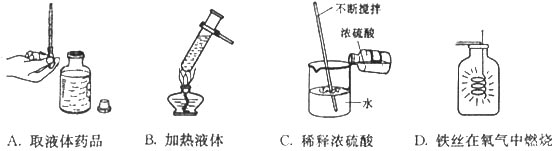 不断搅拌
浓硫酸
水
A. 取液体药品
B. 加热液体
C. 稀释浓硫酸
D. 铁丝在氧气中燃烧